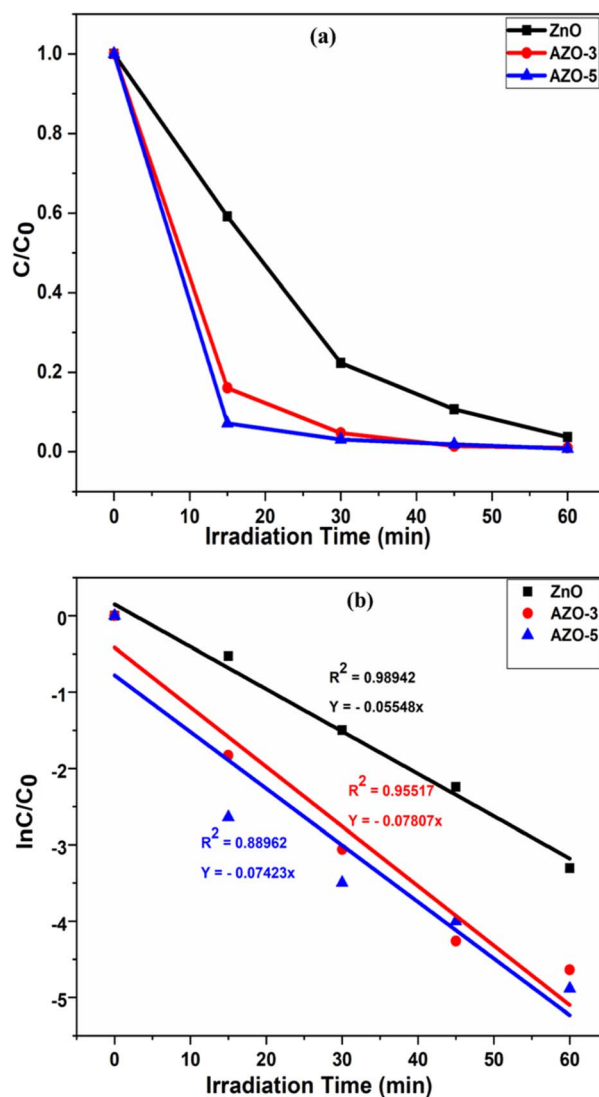 (a)
ZnO
AZO-3
AZO-5
1.0
0.8
0.6
0.4
0.2
0.0
C/C0
0 10 20 30 40 50 60
Irradiation Time (min)
(b)
ZnO
AZO-3
AZO-5
0
-1
-2
-3
-4
-5
lnC/C0
R2 = 0.98942
Y = - 0.05548x
R2 = 0.95517
Y = - 0.07807x
R2 = 0.88962
Y = - 0.07423x
0 10 20 30 40 50 60
Irradiation Time (min)